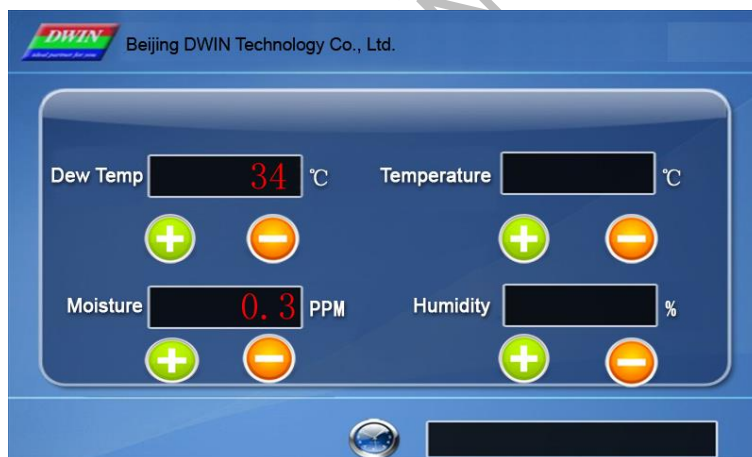 DWIN
Beijing DWIN Technology Co., Ltd.
Dew Temp 34 ℃ Temperature ℃
Moisture 0.3 PPM Humidity %